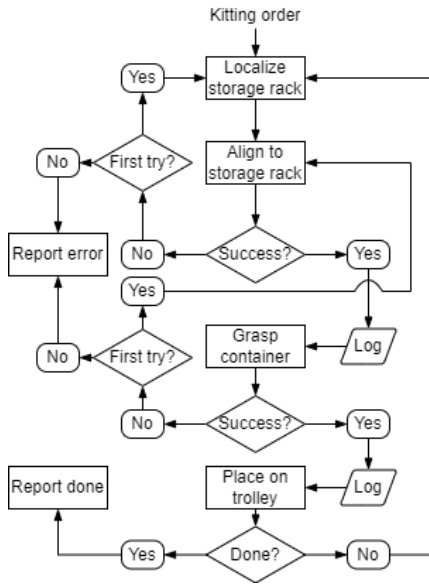 Kitting order
Yes
Localize
storage rack
No
First try?
Align to
storage rack
Report error
No
Success?
Yes
Yes
No
First try?
Grasp
container
Log
No
Success?
Yes
Report done
Place on
trolley
Log
Yes
Done?
No